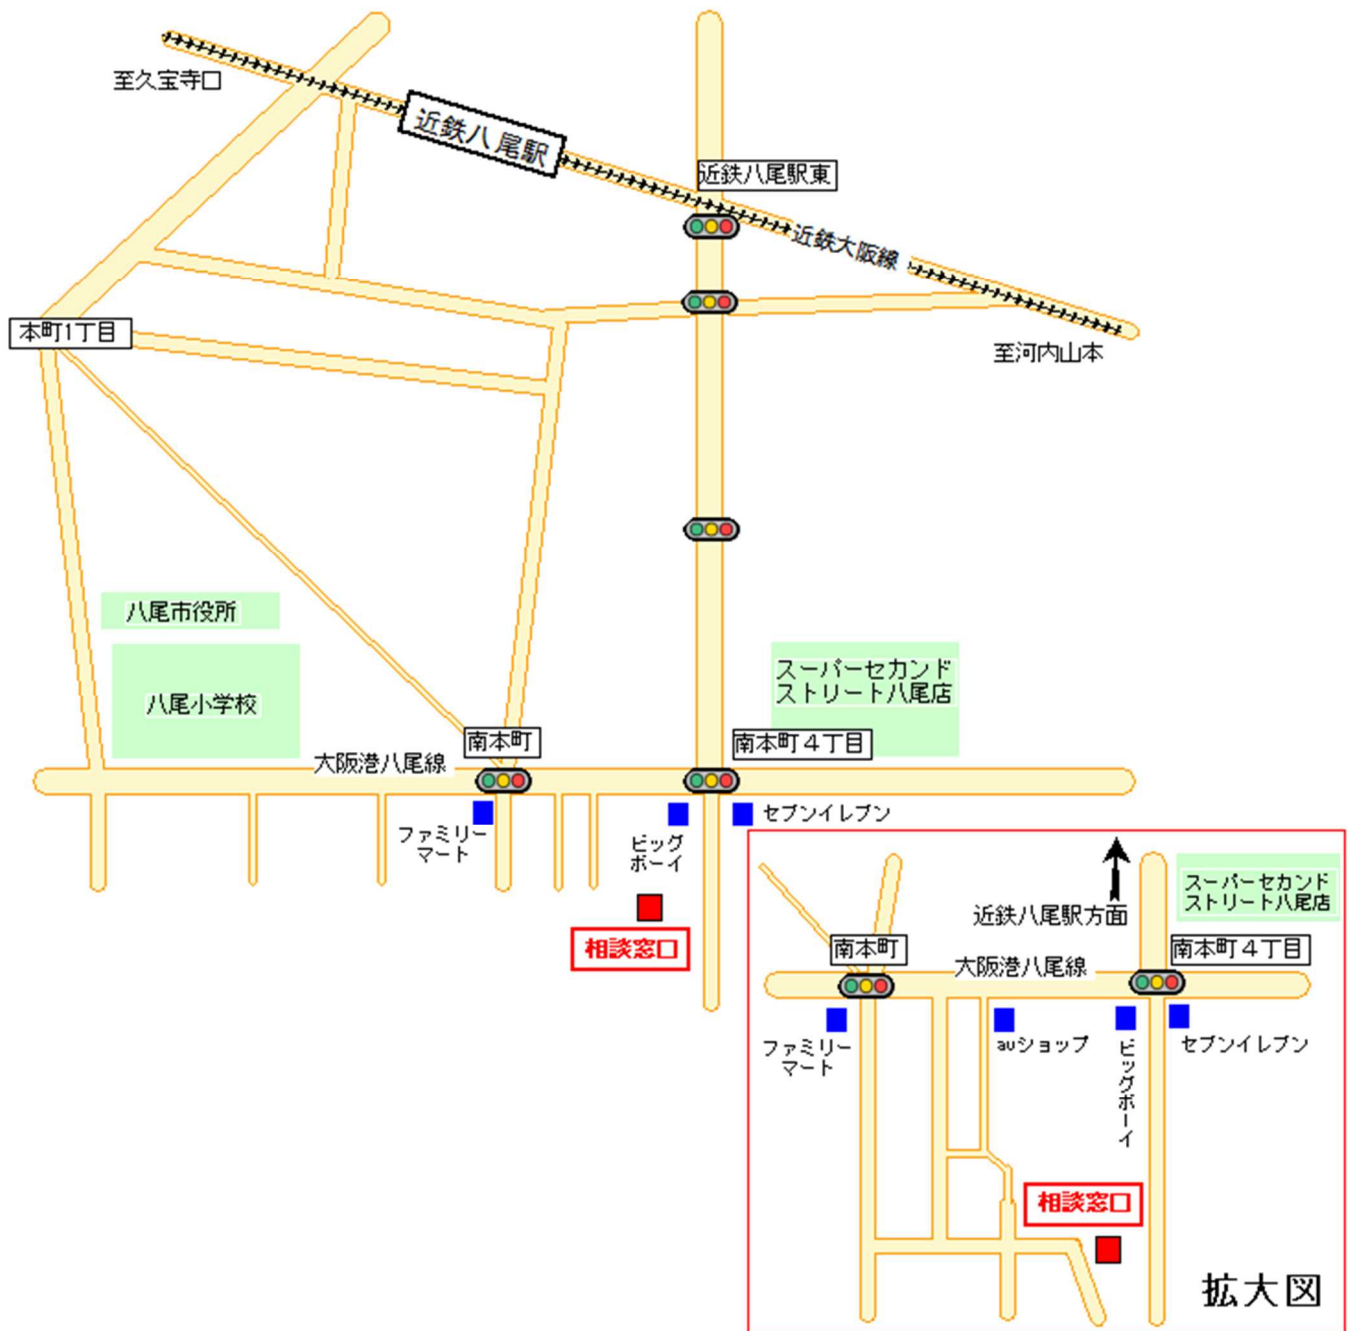 至久宝寺口
近鉄八尾駅
近鉄八尾駅東
近鉄大阪線
本町1丁目
至河内山本
八尾市役所
八尾小学校
スーパーセカンド
ストリート八尾店
南本町
南本町４丁目
大阪港八尾線
ファミリー
マート
ビッグ
ボーイ
セブンイレブン
相談窓口
スーパーセカンド
ストリート八尾店
近鉄八尾駅方面
南本町
南本町４丁目
大阪港八尾線
ファミリー
マート
auショップ
ビッグボーイ
セブンイレブン
相談窓口
拡大図